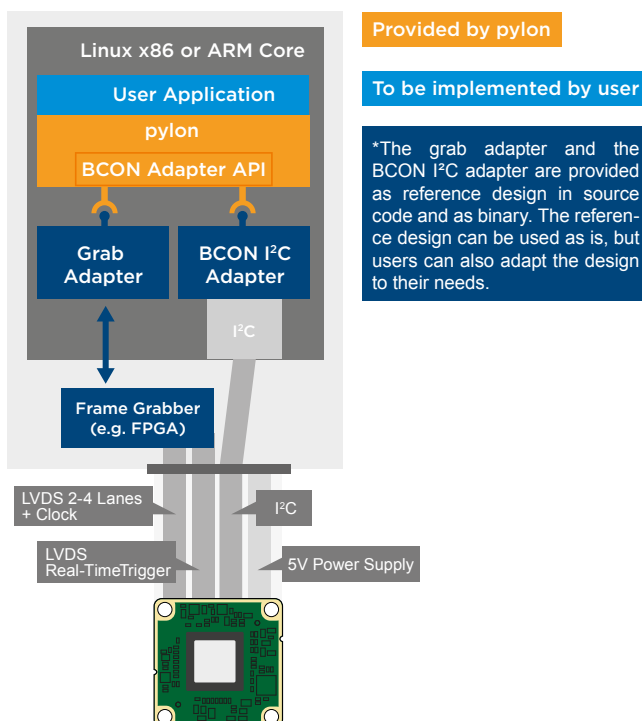 Linux x86 or ARM Core
User Application
pylon
BCON Adapter API
Grab
Adapter
BCON I²C
Adapter
I²C
Frame Grabber
(e.g. FPGA)
LVDS 2-4 Lanes
+ Clock
I²C
LVDS
Real-TimeTrigger
5V Power Supply
Provided by pylon
To be implemented by user
*The grab adapter and the
BCON I²C adapter are provided
as reference design in source
code and as binary. The referen-
ce design can be used as is, but
users can also adapt the design
to their needs.